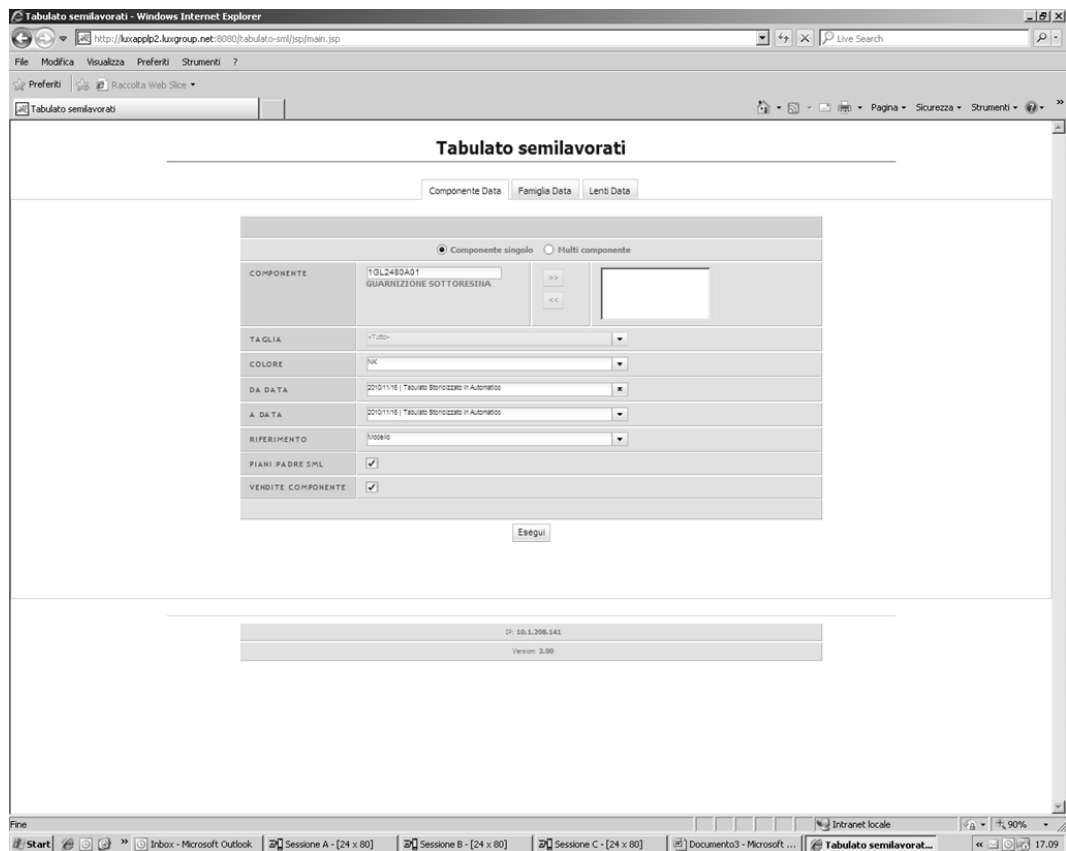 Tabulato semilavorati - Windows Internet Explorer
http://luxapplp2.luxgroup.net:8080/tabulato-sml/jsp/main.jsp
Live Search
File Modifica Visualizza Preferiti Strumenti ?
Preferiti Raccolta Web Slice
Tabulato semilavorati
Pagina Sicurezza Strumenti
Tabulato semilavorati
Componente Data Famiglia Data Lenti Data
Componente singolo Multi componente
COMPONENTE 1GL2480A01 >>
GUARNIZIONE SOTTORESINA
<<
TAGLIA <Tutto>
COLORE NK
DA DATA 2010/11/16 | Tabulato Storicizzato in Automatico
A DATA 2010/11/16 | Tabulato Storicizzato in Automatico
RIFERIMENTO Modello
PIANI PADRE SML
VENDITE COMPONENTE
Esegui
IP: 10.1.208.141
Version: 2.00
Fine Intranet locale 90%
Start Inbox - Microsoft Outlook Sessione A - [24 x 80] Sessione B - [24 x 80] Sessione C - [24 x 80] Documento3 - Microsoft ... Tabulato semilavorat... 17.09